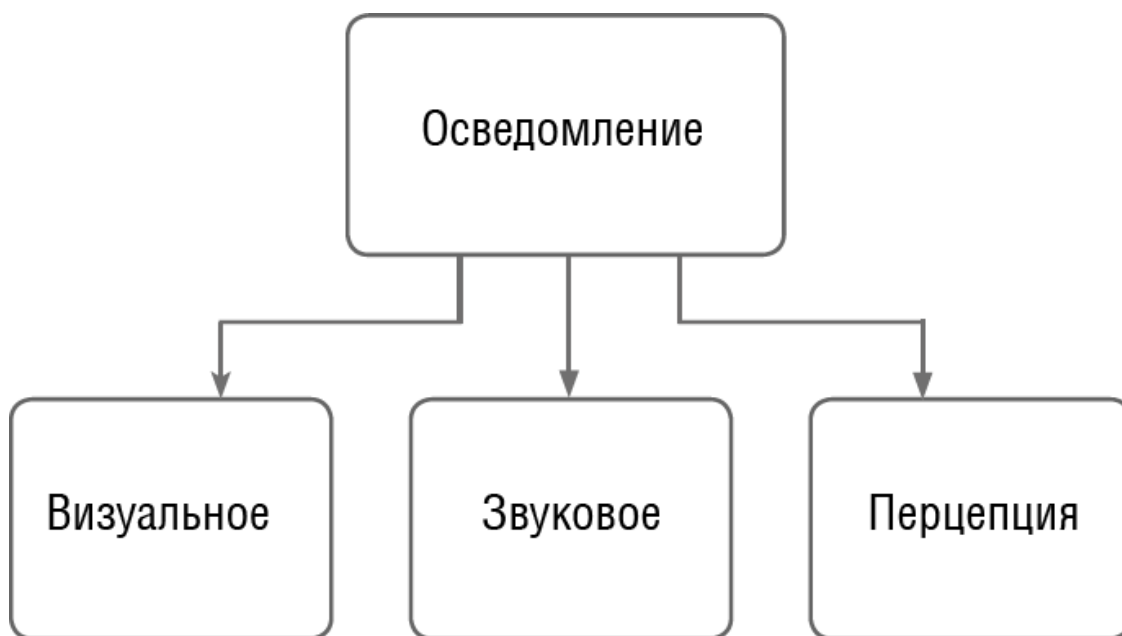 Осведомление
Визуальное
Звуковое
Перцепция